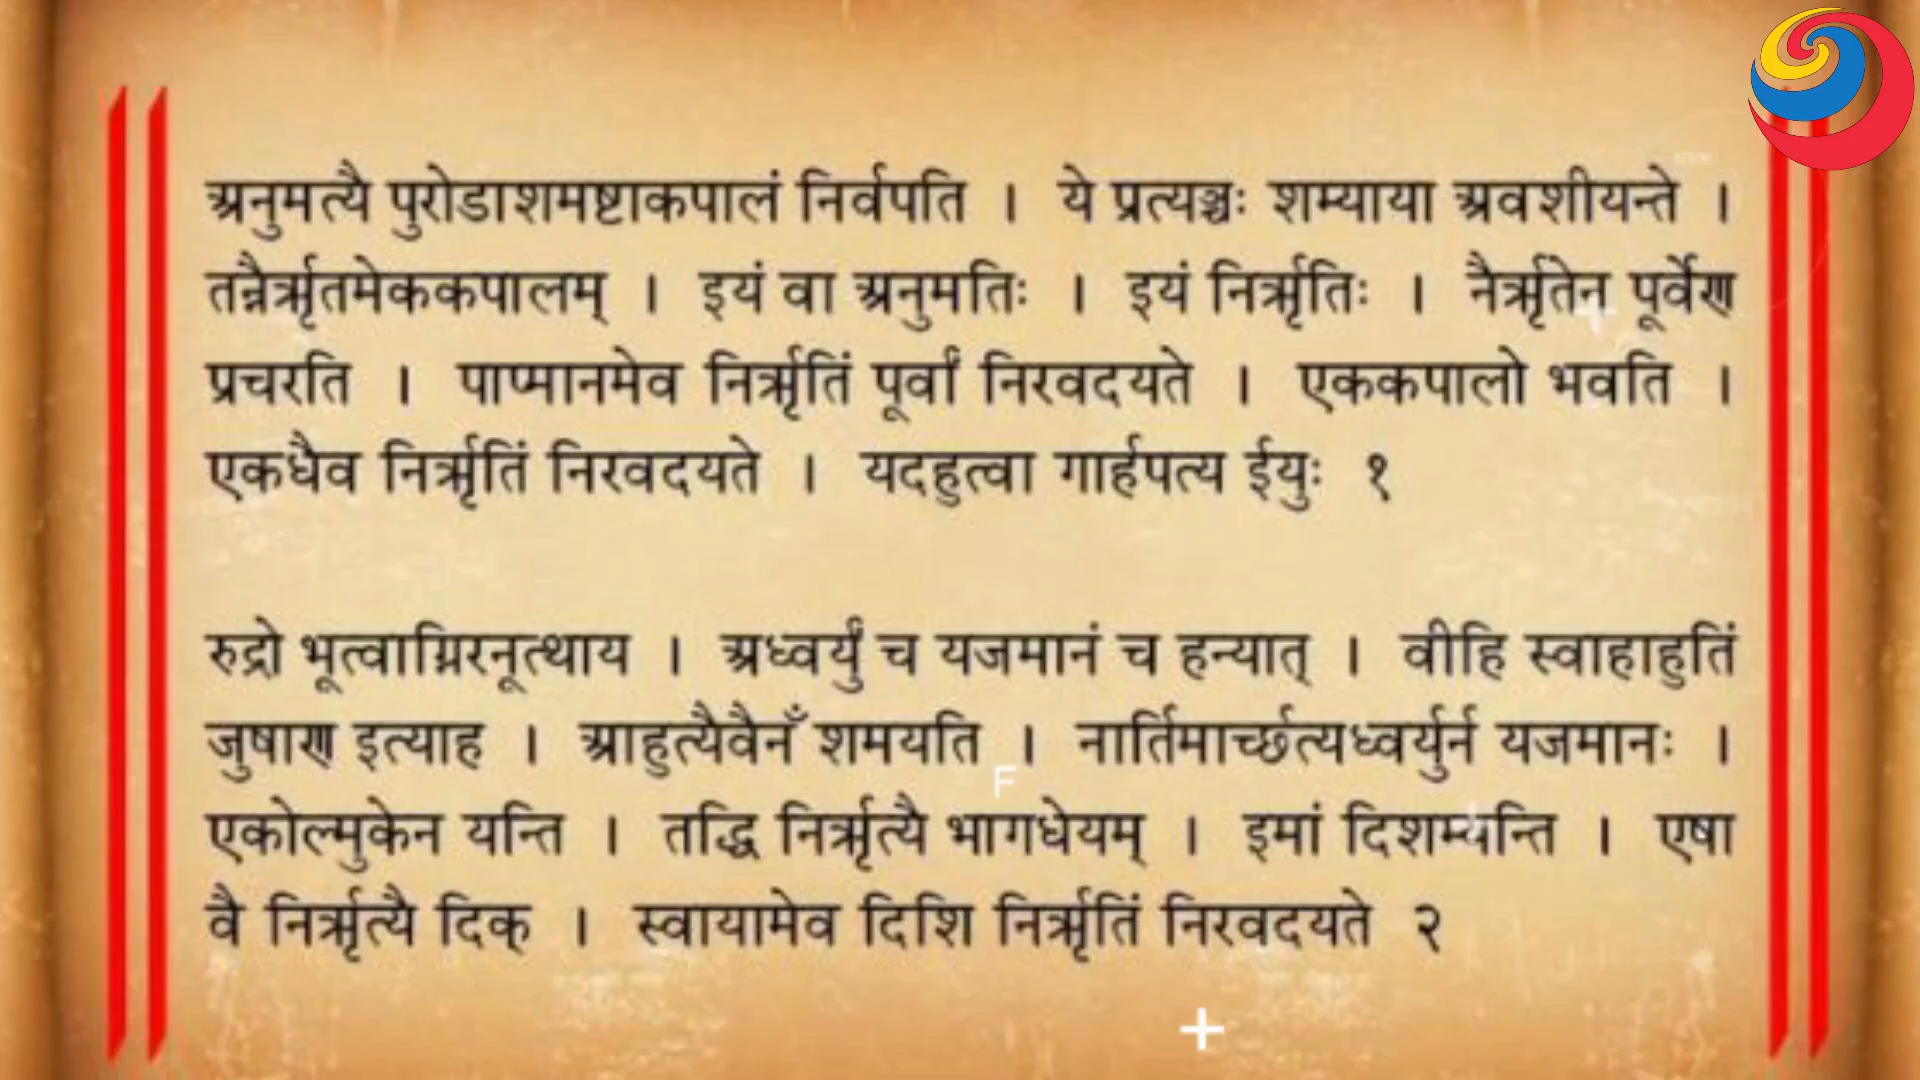 अनुमत्यै पुरोडाशमष्टाकपालं निर्वपति । ये प्रत्यञ्चः शम्याया अवशीयन्ते ।
तन्नैर्ऋतमेककपालम् । इयं वा अनुमतिः । इयं निर्ऋतिः । नैर्ऋतेन पूर्वेण
प्रचरति । पाप्मानमेव निर्ऋतिं पूर्वां निरवदयते । एककपालो भवति ।
एकधैव निर्ऋतिं निरवदयते । यदहुत्वा गार्हपत्य ईयुः १
रुद्रो भूत्वाग्निरनूत्थाय । अध्वर्युं च यजमानं च हन्यात् । वीहि स्वाहाहुतिं
जुषाण इत्याह । आहुत्यैवैनँ शमयति । नार्तिमार्च्छत्यध्वर्युर्न यजमानः ।
एकोल्मुकेन यन्ति । तद्धि निर्ऋत्यै भागधेयम् । इमां दिशम्यन्ति । एषा
वै निर्ऋत्यै दिक् । स्वायामेव दिशि निर्ऋतिं निरवदयते २